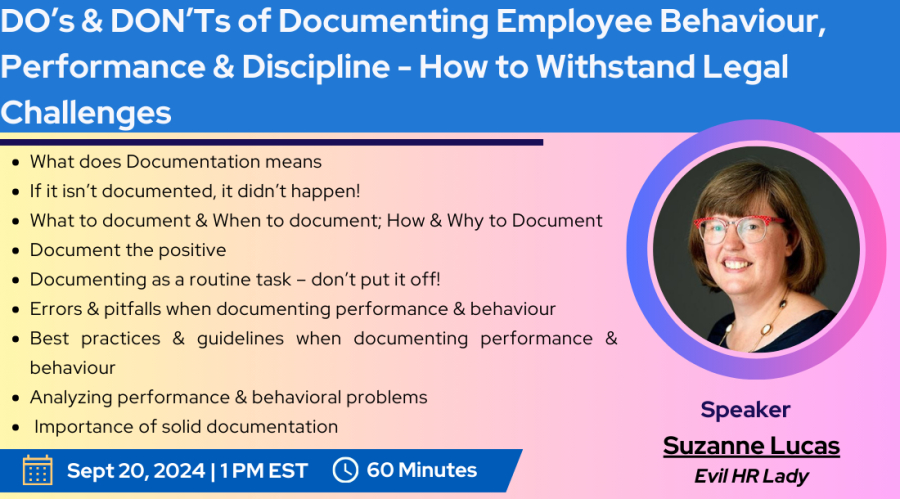 DO’s & DON’Ts of Documenting Employee Behaviour,
Performance & Discipline - How to Withstand Legal
Challenges
• What does Documentation means
• If it isn’t documented, it didn’t happen!
• What to document & When to document; How & Why to Document
• Document the positive
• Documenting as a routine task – don’t put it off!
• Errors & pitfalls when documenting performance & behaviour
• Best practices & guidelines when documenting performance &
behaviour
• Analyzing performance & behavioral problems
• Importance of solid documentation
Sept 20, 2024 | 1 PM EST
60 Minutes
Speaker
Suzanne Lucas
Evil HR Lady